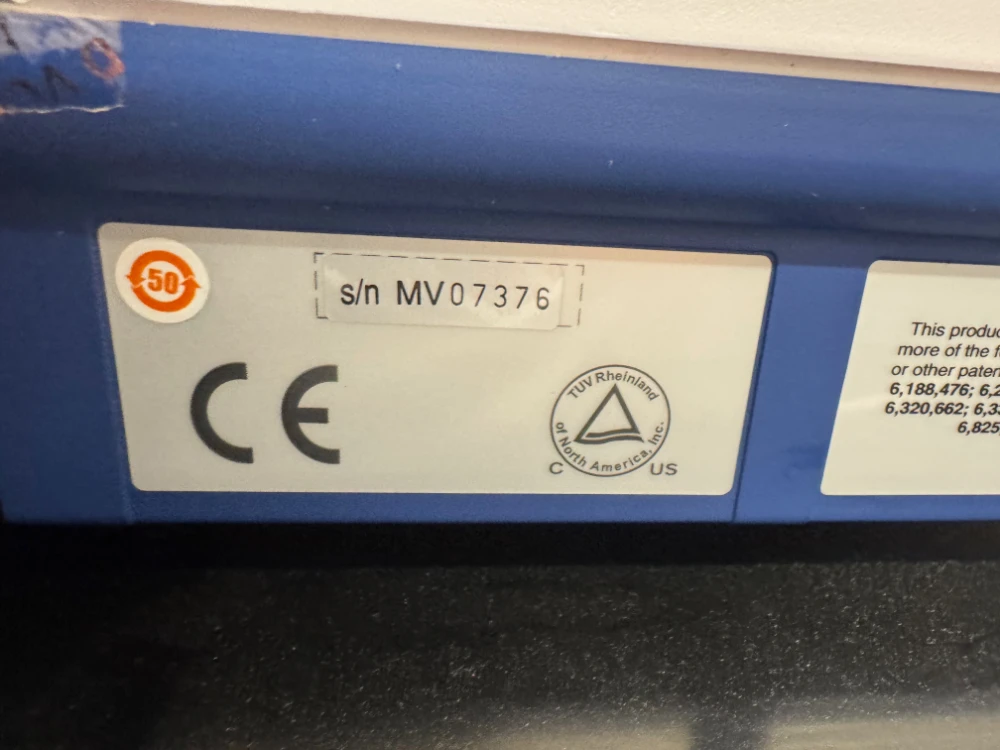 50
s/n MV07376
CE
TUV Rheinland
of North America, Inc.
C US
This produc
more of the f
or other paten
6,188,476; 6,2
6,320,662; 6,33
6,825,